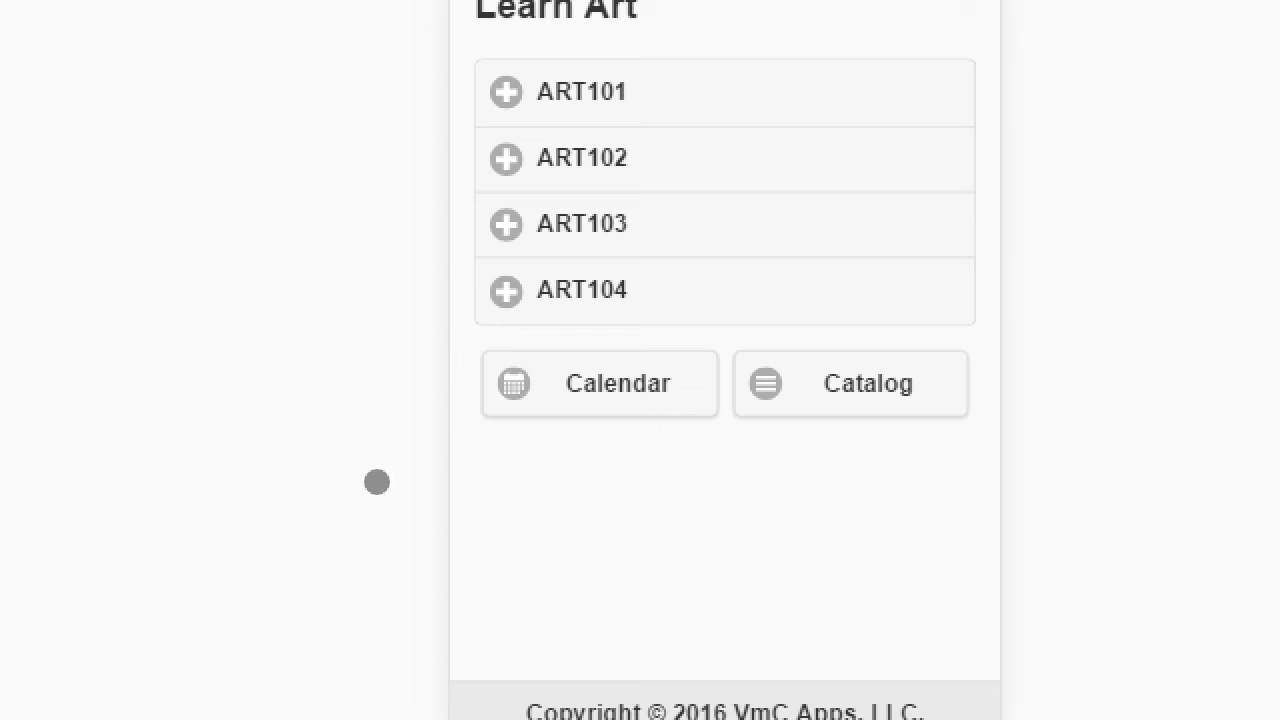 Learn Art
ART101
ART102
ART103
ART104
Calendar
Catalog
Copyright © 2016 VmC Apps, LLC.